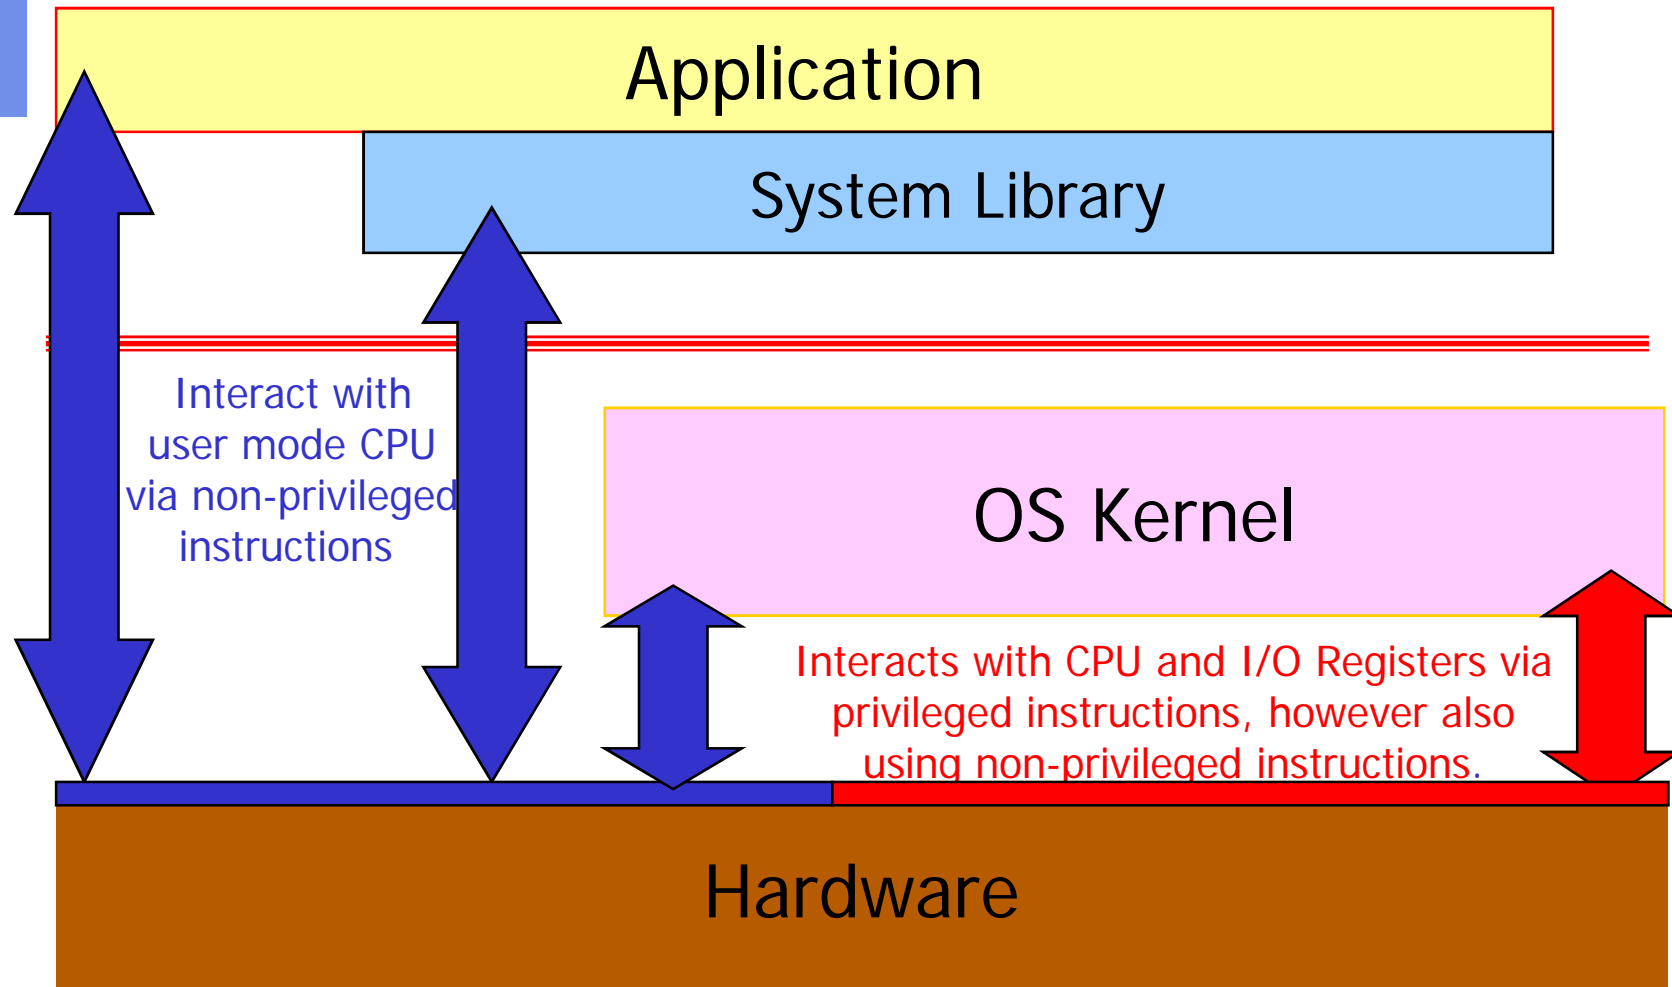 Application
System Library
Interact with
user mode CPU
via non-privileged
instructions
OS Kernel
Interacts with CPU and I/O Registers via
privileged instructions, however also
using non-privileged instructions.
Hardware